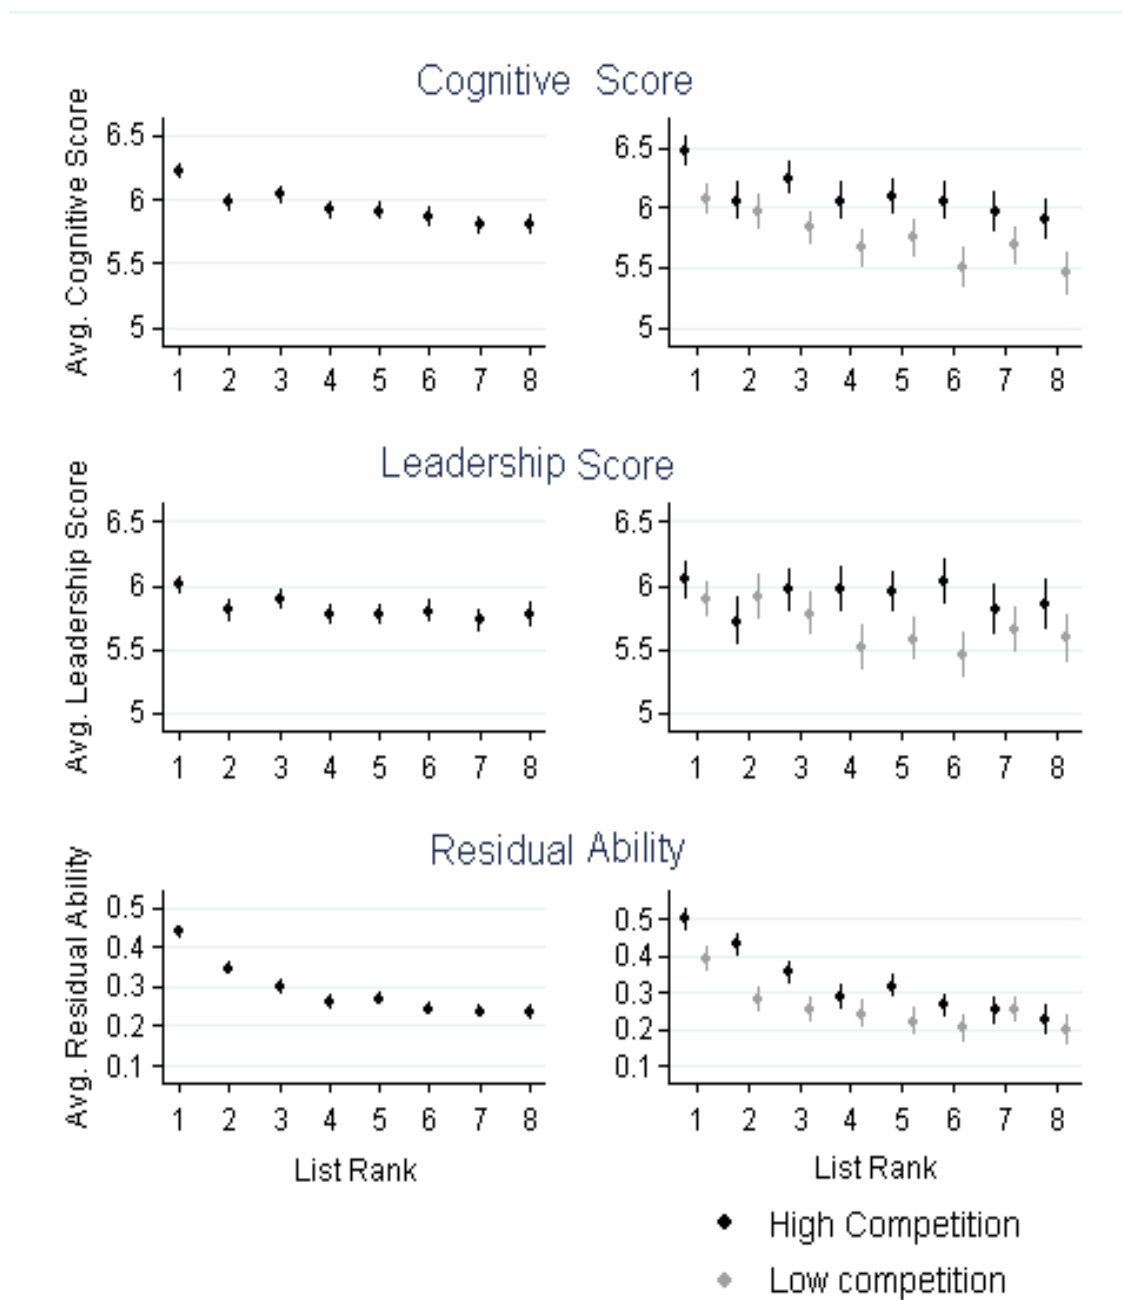 Cognitive Score
Avg. Cognitive Score
6.5
6
5.5
5
1 2 3 4 5 6 7 8
6.5
6
5.5
5
1 2 3 4 5 6 7 8
Leadership Score
Avg. Leadership Score
6.5
6
5.5
5
1 2 3 4 5 6 7 8
6.5
6
5.5
5
1 2 3 4 5 6 7 8
Residual Ability
Avg. Residual Ability
0.5
0.4
0.3
0.2
0.1
1 2 3 4 5 6 7 8
List Rank
0.5
0.4
0.3
0.2
0.1
1 2 3 4 5 6 7 8
List Rank
High Competition
Low competition